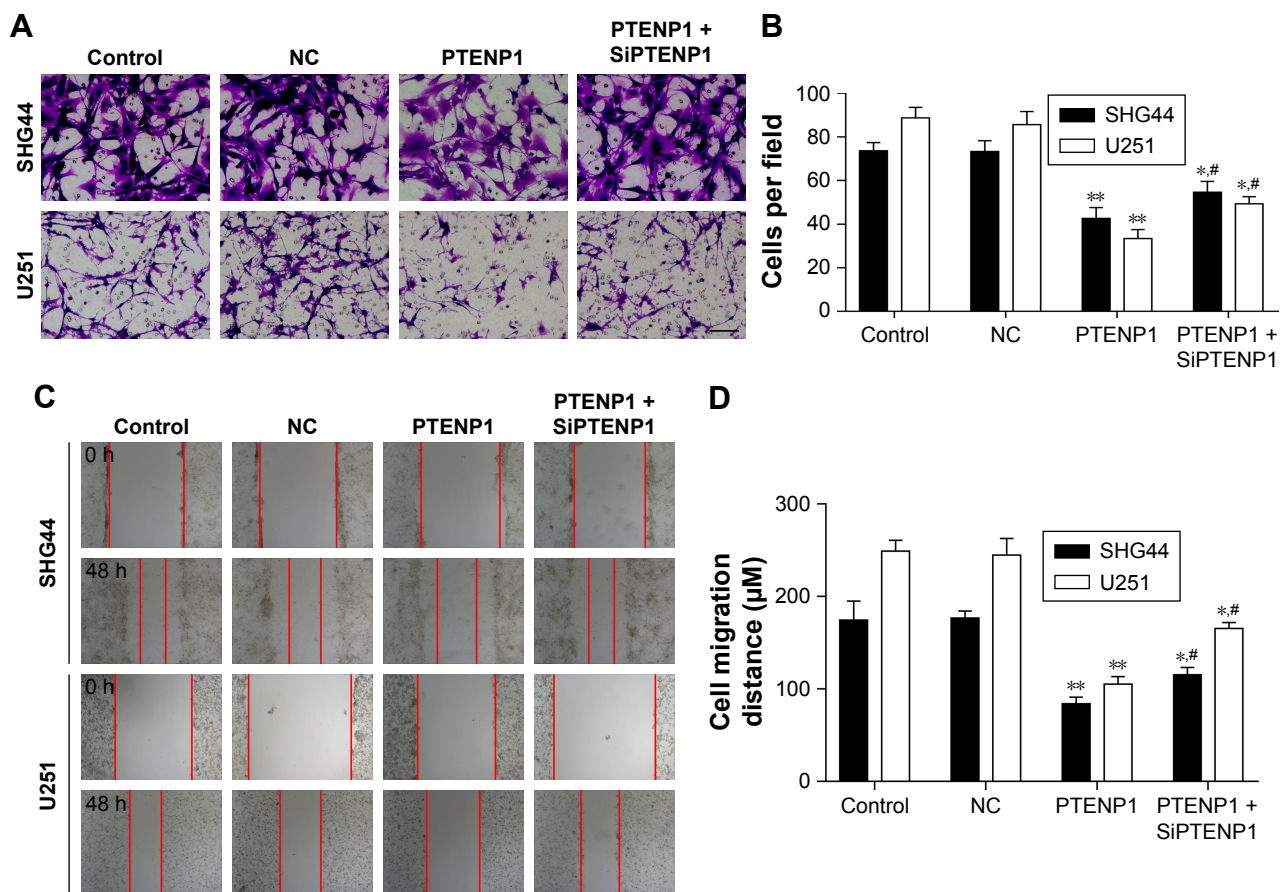 A
Control
NC
PTENP1
PTENP1 +
SiPTENP1
SHG44
U251
B
Cells per field
100
80
60
40
20
0
SHG44
U251
**
**
*,#
*,#
Control
NC
PTENP1
PTENP1 +
SiPTENP1
C
Control
NC
PTENP1
PTENP1 +
SiPTENP1
SHG44
0 h
48 h
U251
0 h
48 h
D
Cell migration
distance (µM)
300
200
100
0
SHG44
U251
**
**
*,#
*,#
Control
NC
PTENP1
PTENP1 +
SiPTENP1